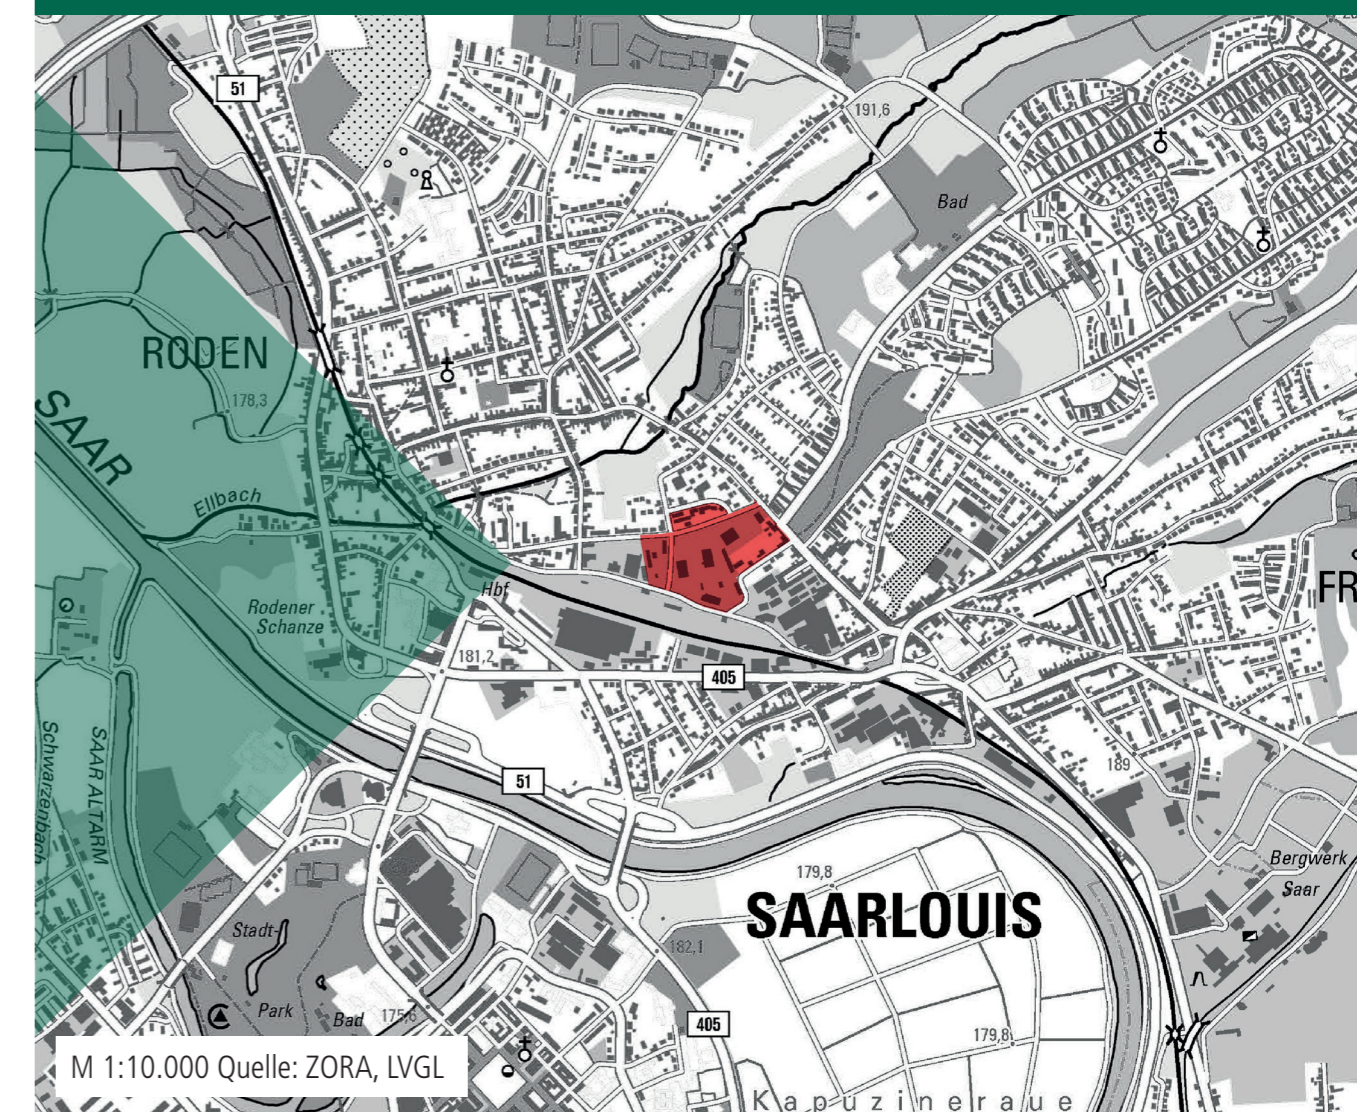 51
191,6
Bad
RODEN
178,3
SAAR
Ellbach
Hbf
Rodener
Schanze
FR
181,2
405
51
189
Schwarzenbach
SAAR ALTARM
179,8
SAARLOUIS
Bergwerk
Saar
Stadt-
Park
Bad
175,6
182,1
405
179,8
M 1:10.000 Quelle: ZORA, LVGL
Kapuzineraue